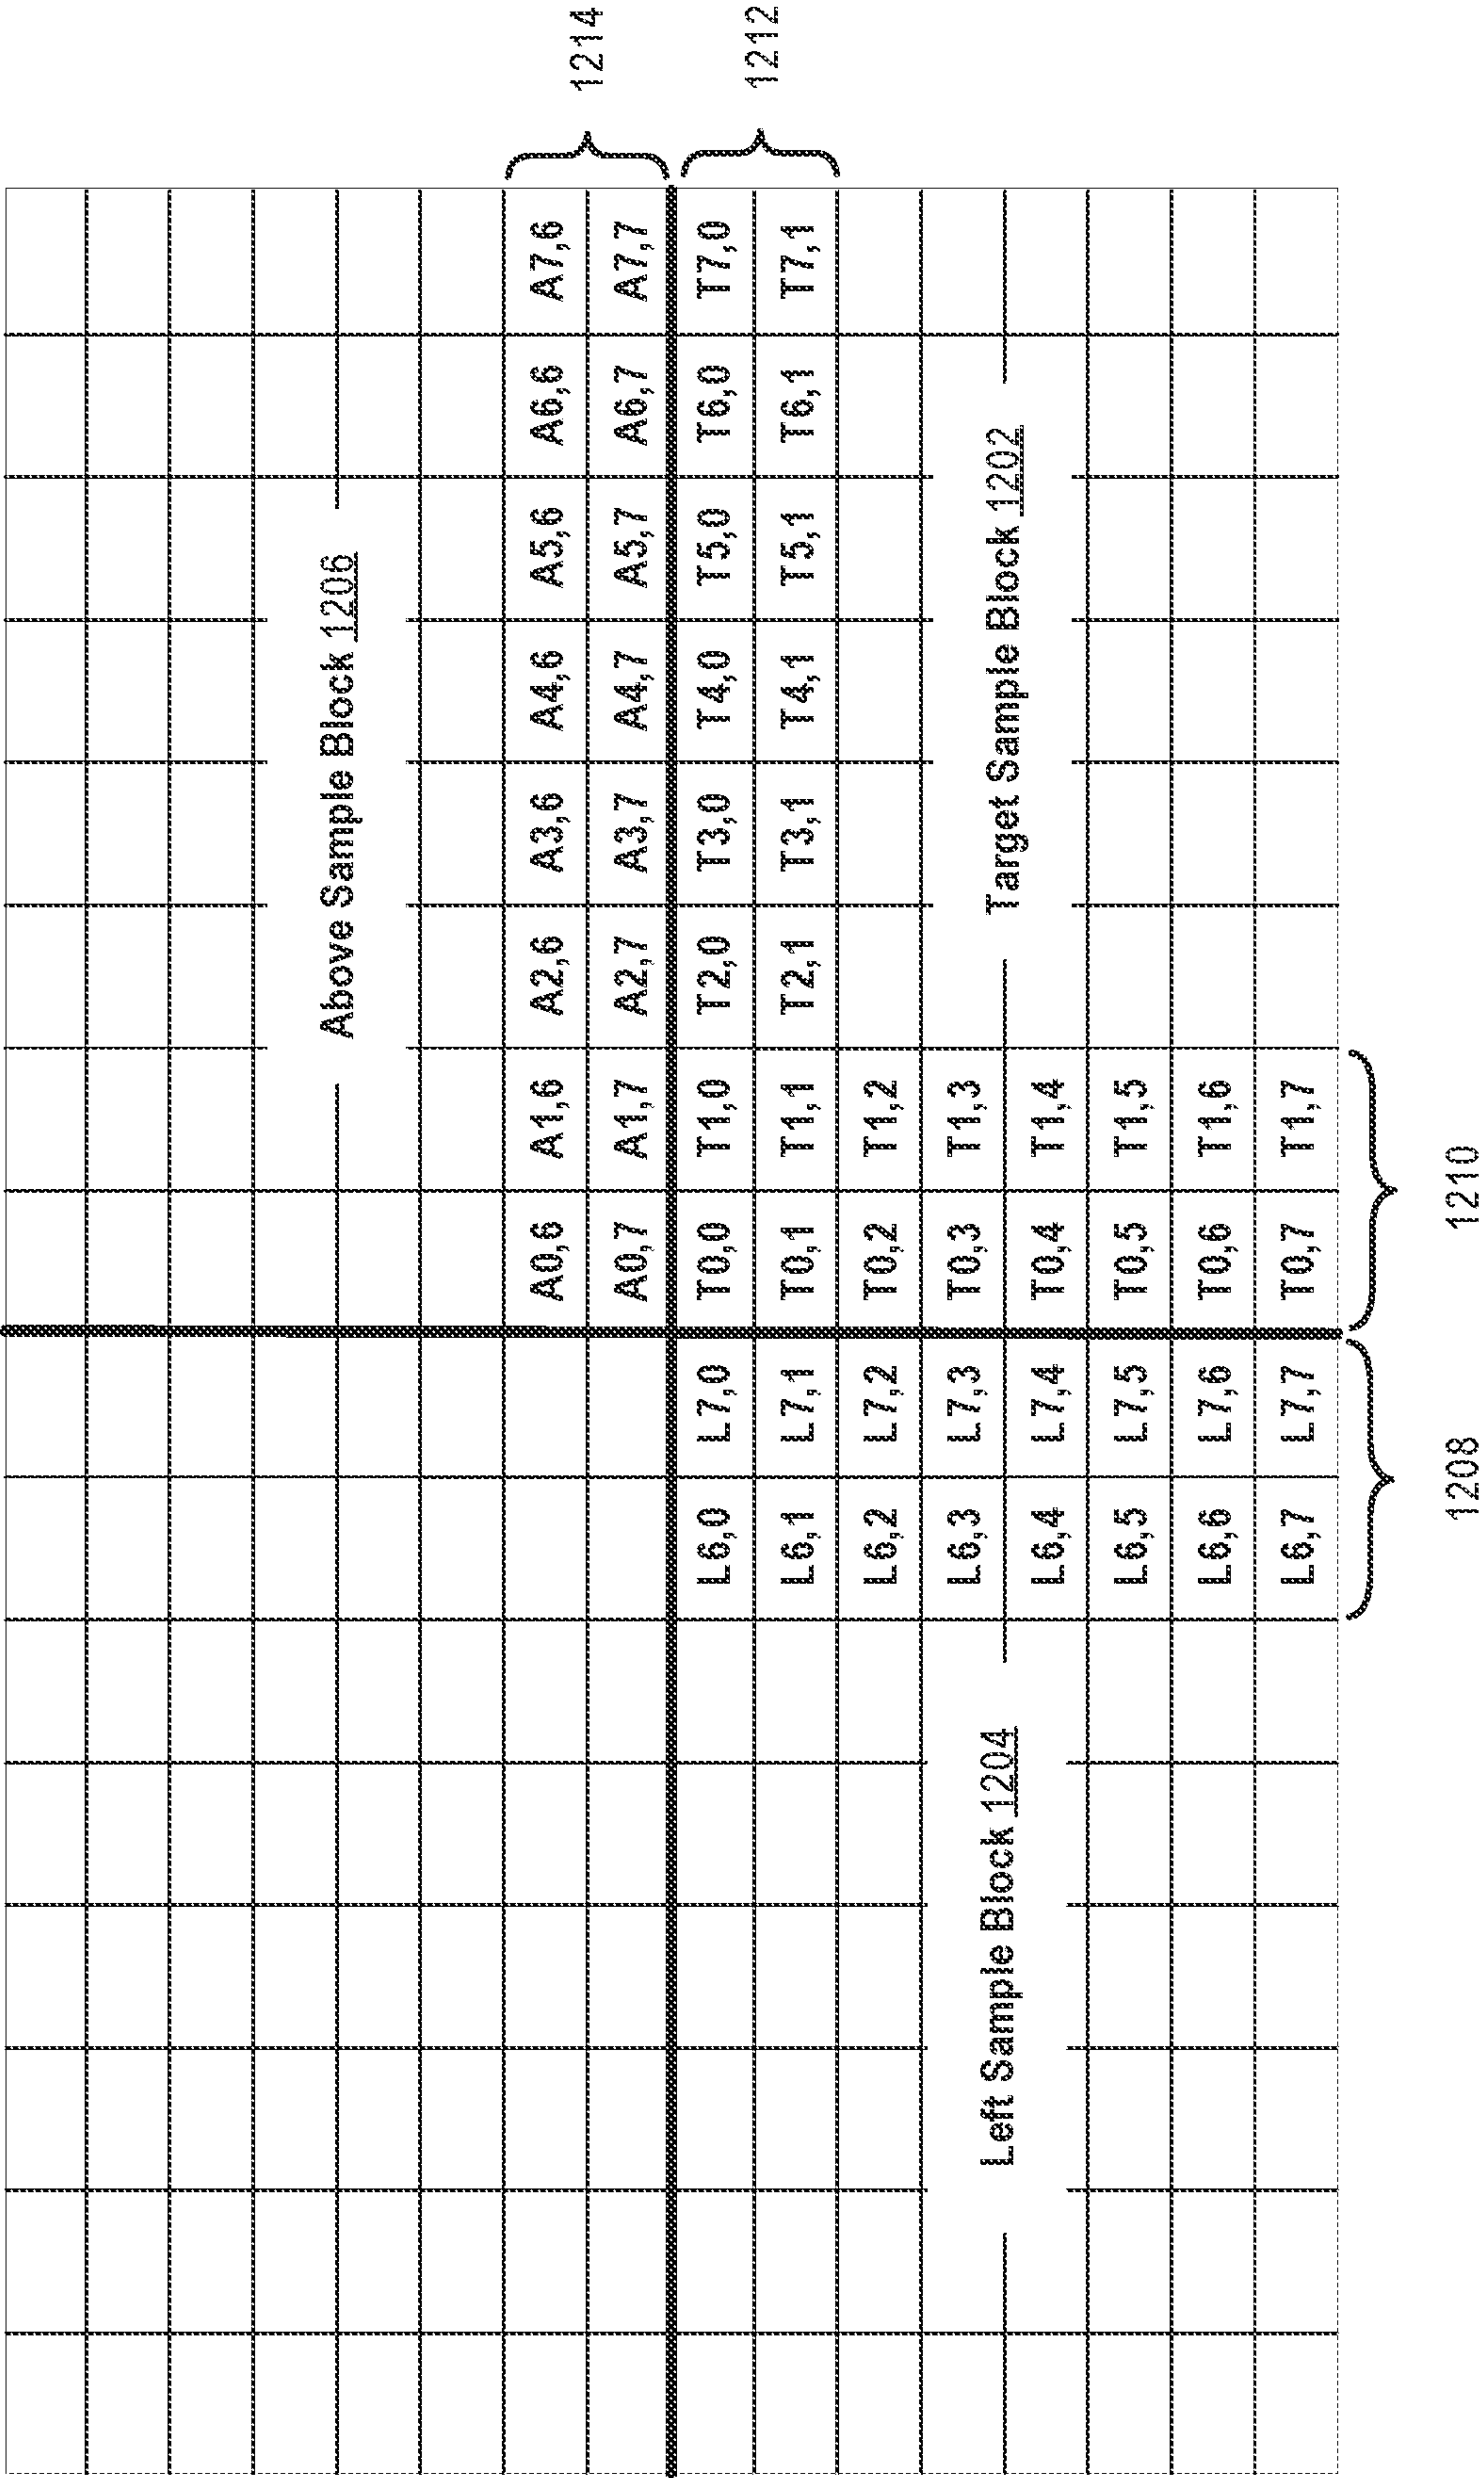 Above Sample Block 1206
A0,6 A1,6 A2,6 A3,6 A4,6 A5,6 A6,6 A7,6
1214
A0,7 A1,7 A2,7 A3,7 A4,7 A5,7 A6,7 A7,7
L6,0 L7,0 T0,0 T1,0 T2,0 T3,0 T4,0 T5,0 T6,0 T7,0
1212
L6,1 L7,1 T0,1 T1,1 T2,1 T3,1 T4,1 T5,1 T6,1 T7,1
L6,2 L7,2 T0,2 T1,2
L6,3 L7,3 T0,3 T1,3
Left Sample Block 1204
Target Sample Block 1202
L6,4 L7,4 T0,4 T1,4
L6,5 L7,5 T0,5 T1,5
L6,6 L7,6 T0,6 T1,6
L6,7 L7,7 T0,7 T1,7
1208 1210